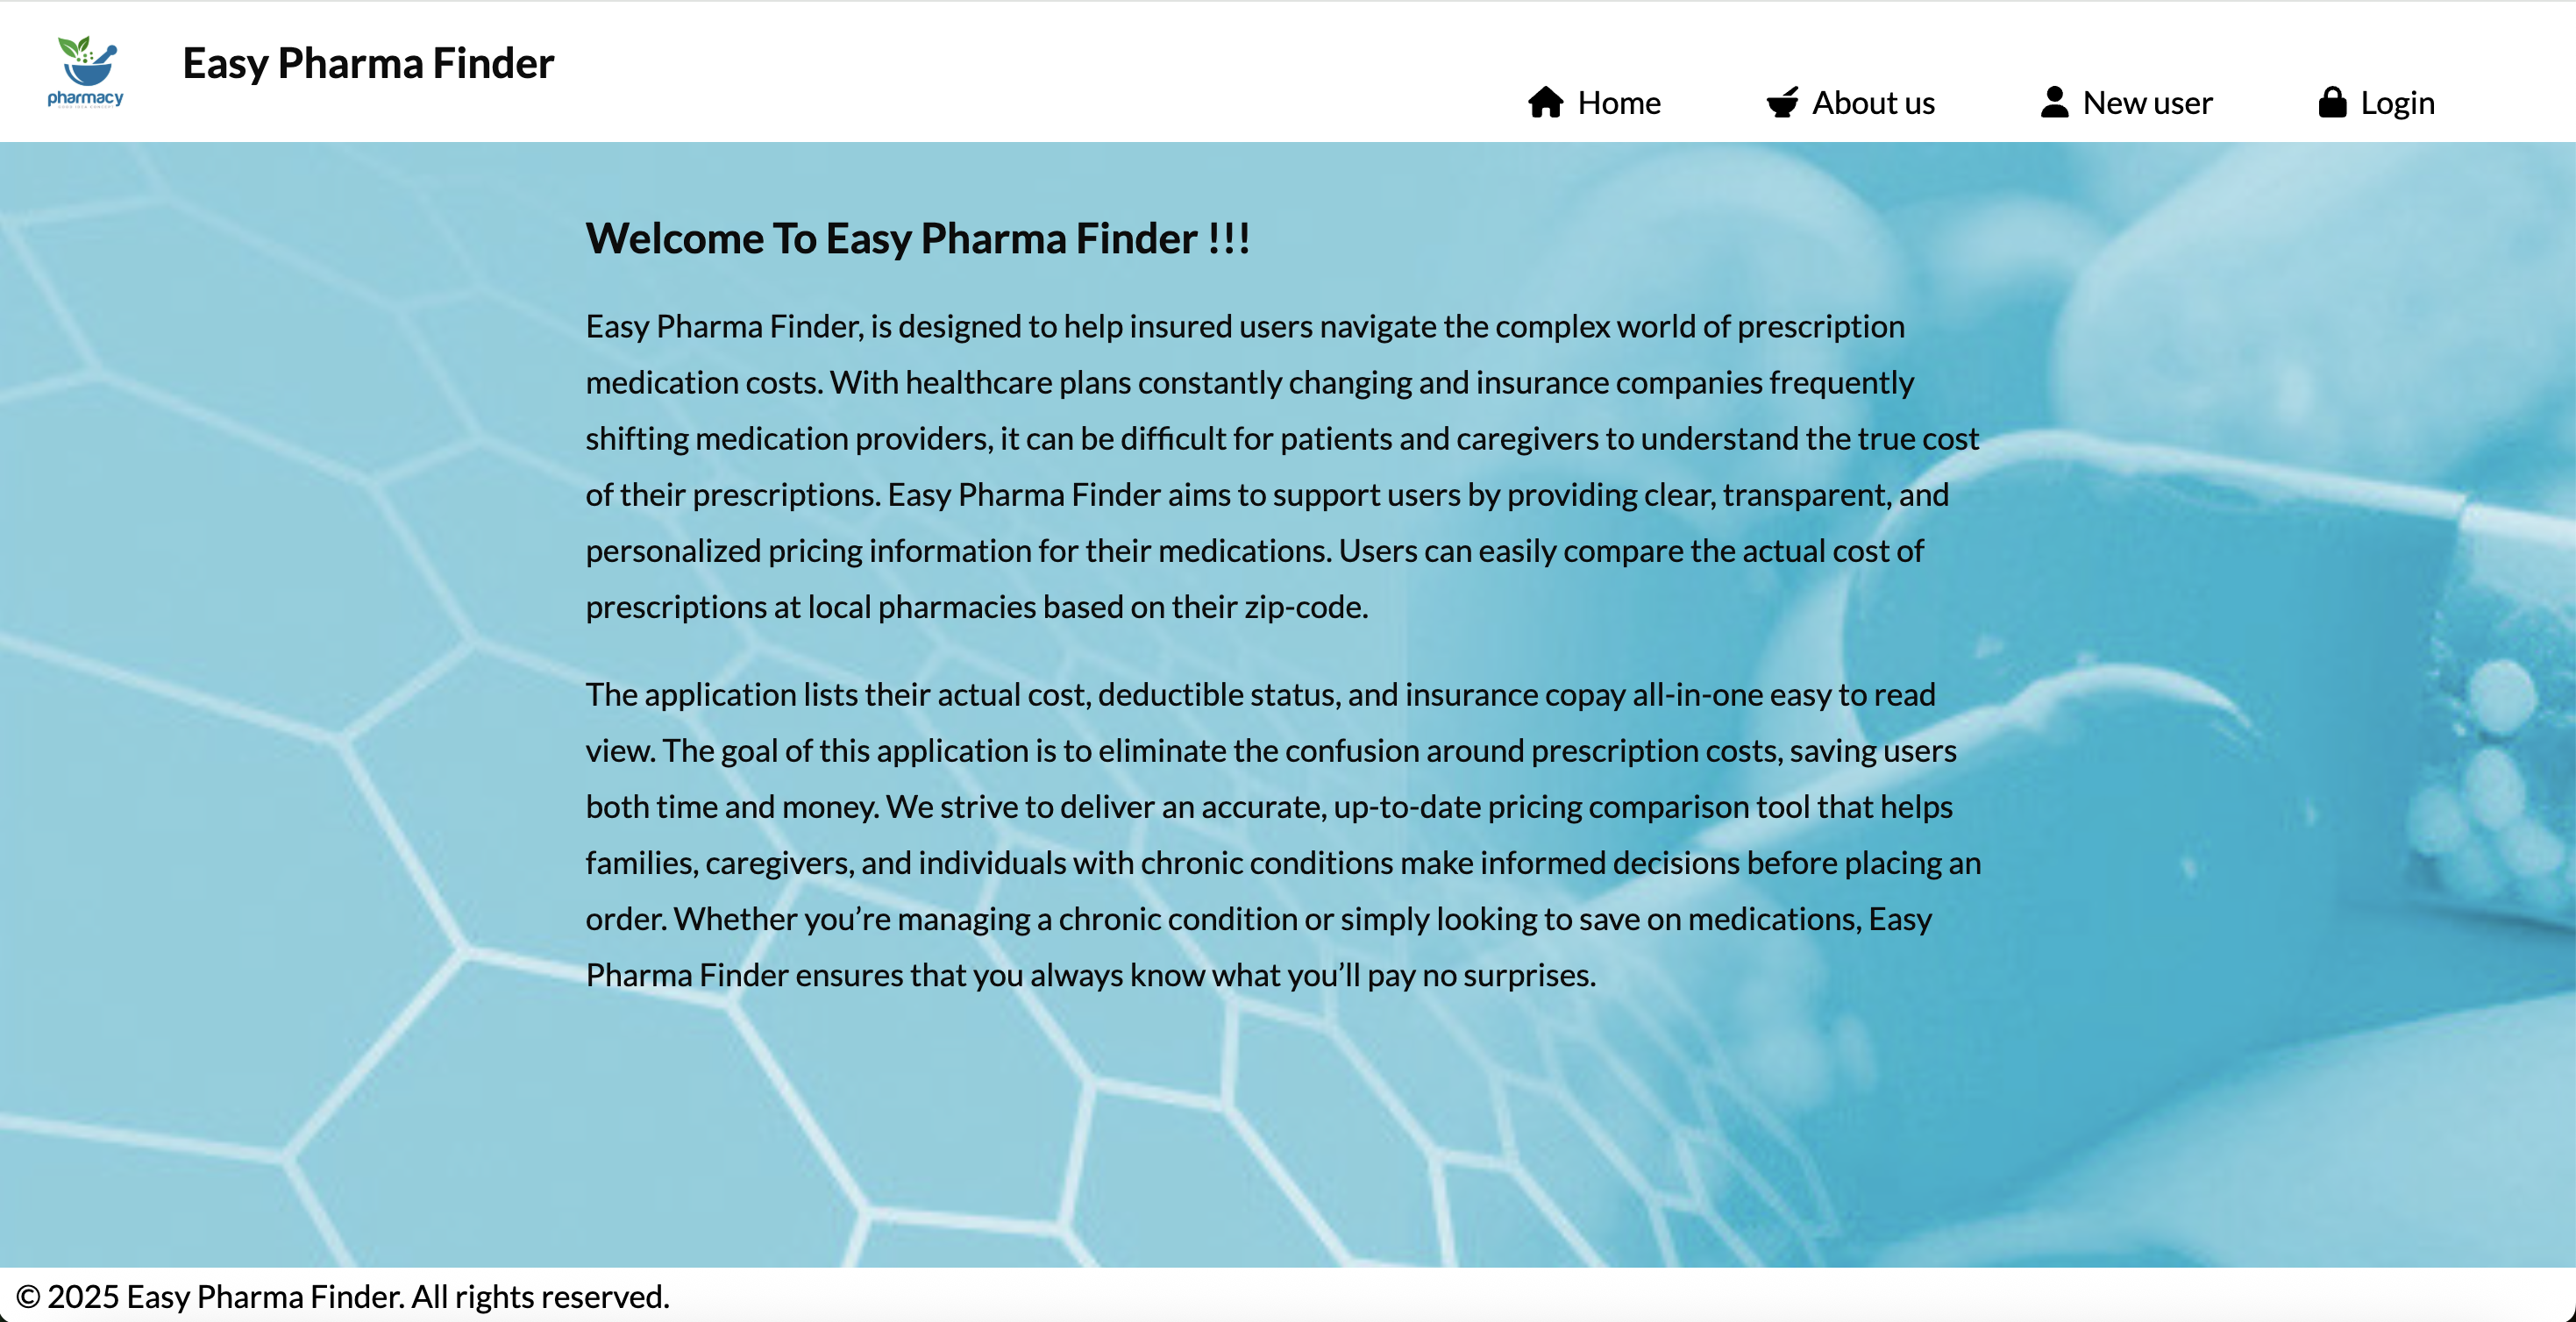 pharmacy
Easy Pharma Finder
Home About us New user Login
Welcome To Easy Pharma Finder !!!
Easy Pharma Finder, is designed to help insured users navigate the complex world of prescription
medication costs. With healthcare plans constantly changing and insurance companies frequently
shifting medication providers, it can be difficult for patients and caregivers to understand the true cost
of their prescriptions. Easy Pharma Finder aims to support users by providing clear, transparent, and
personalized pricing information for their medications. Users can easily compare the actual cost of
prescriptions at local pharmacies based on their zip-code.
The application lists their actual cost, deductible status, and insurance copay all-in-one easy to read
view. The goal of this application is to eliminate the confusion around prescription costs, saving users
both time and money. We strive to deliver an accurate, up-to-date pricing comparison tool that helps
families, caregivers, and individuals with chronic conditions make informed decisions before placing an
order. Whether you’re managing a chronic condition or simply looking to save on medications, Easy
Pharma Finder ensures that you always know what you’ll pay no surprises.
© 2025 Easy Pharma Finder. All rights reserved.